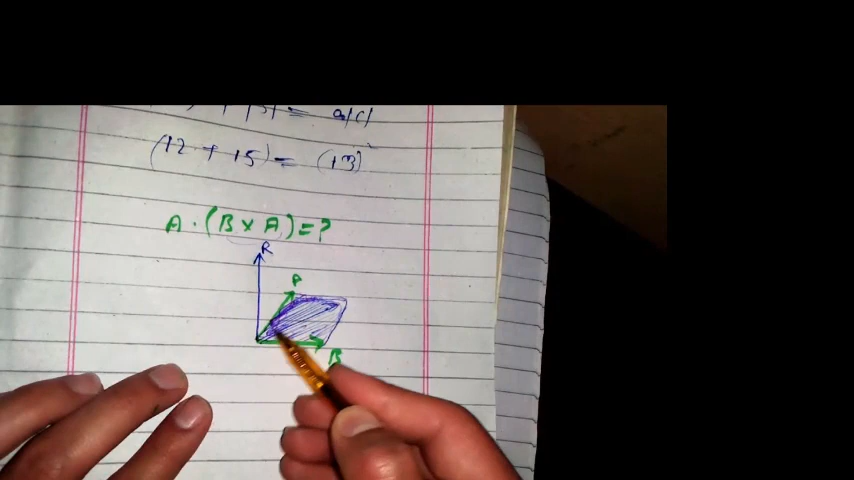 (12 + 15) = (13)
A · (B × A) = ?
R
A
B